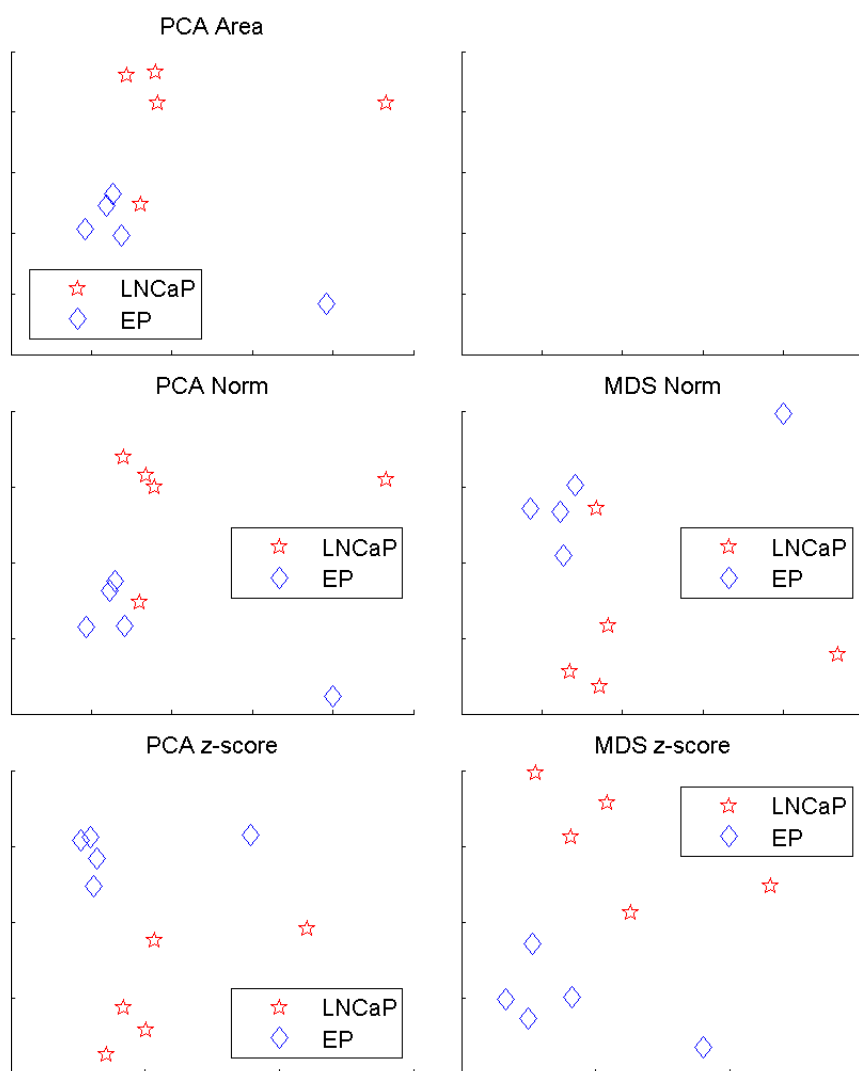 PCA Area
LNCaP
EP
PCA Norm
LNCaP
EP
MDS Norm
LNCaP
EP
PCA z-score
LNCaP
EP
MDS z-score
LNCaP
EP